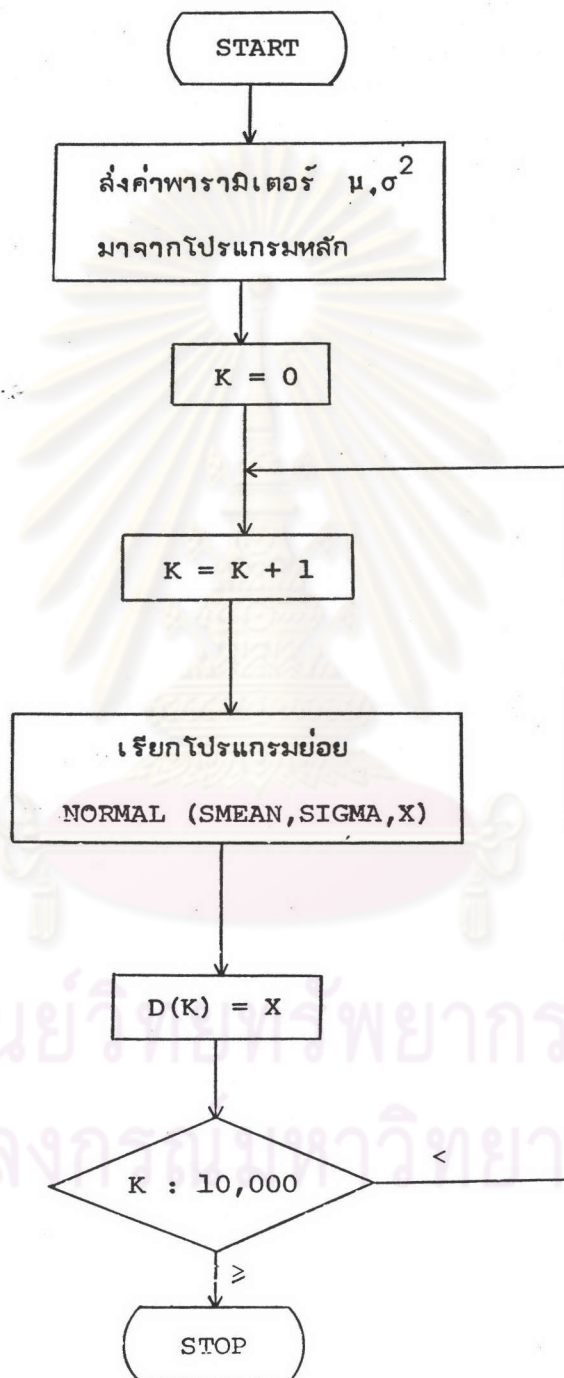 START
ส่งค่าพารามิเตอร์ μ,σ²
มาจากโปรแกรมหลัก
K = 0
K = K + 1
เรียกโปรแกรมย่อย
NORMAL (SMEAN,SIGMA,X)
D(K) = X
K : 10,000
<
≥
STOP